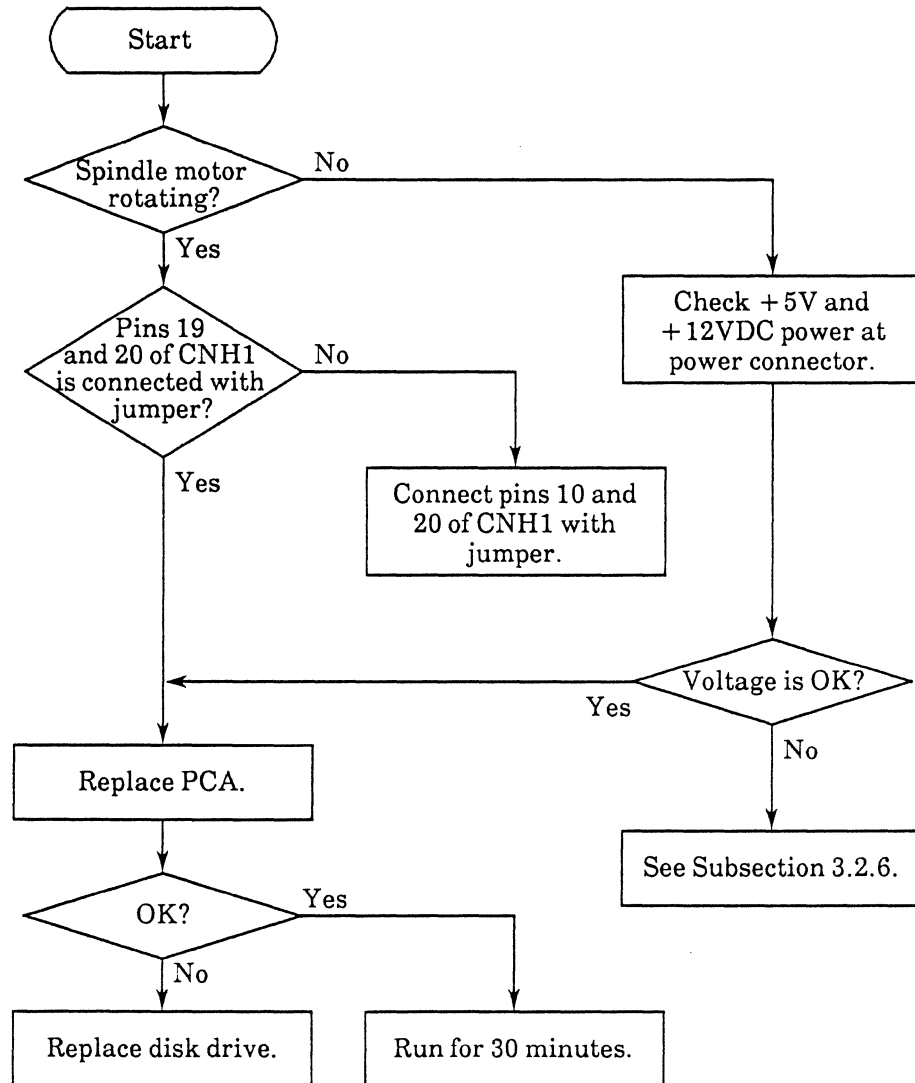 Start
Spindle motor
rotating?
No
Yes
Check +5V and
+12VDC power at
power connector.
Pins 19
and 20 of CNH1
is connected with
jumper?
No
Yes
Connect pins 10 and
20 of CNH1 with
jumper.
Voltage is OK?
Yes
No
Replace PCA.
See Subsection 3.2.6.
OK?
Yes
No
Replace disk drive.
Run for 30 minutes.